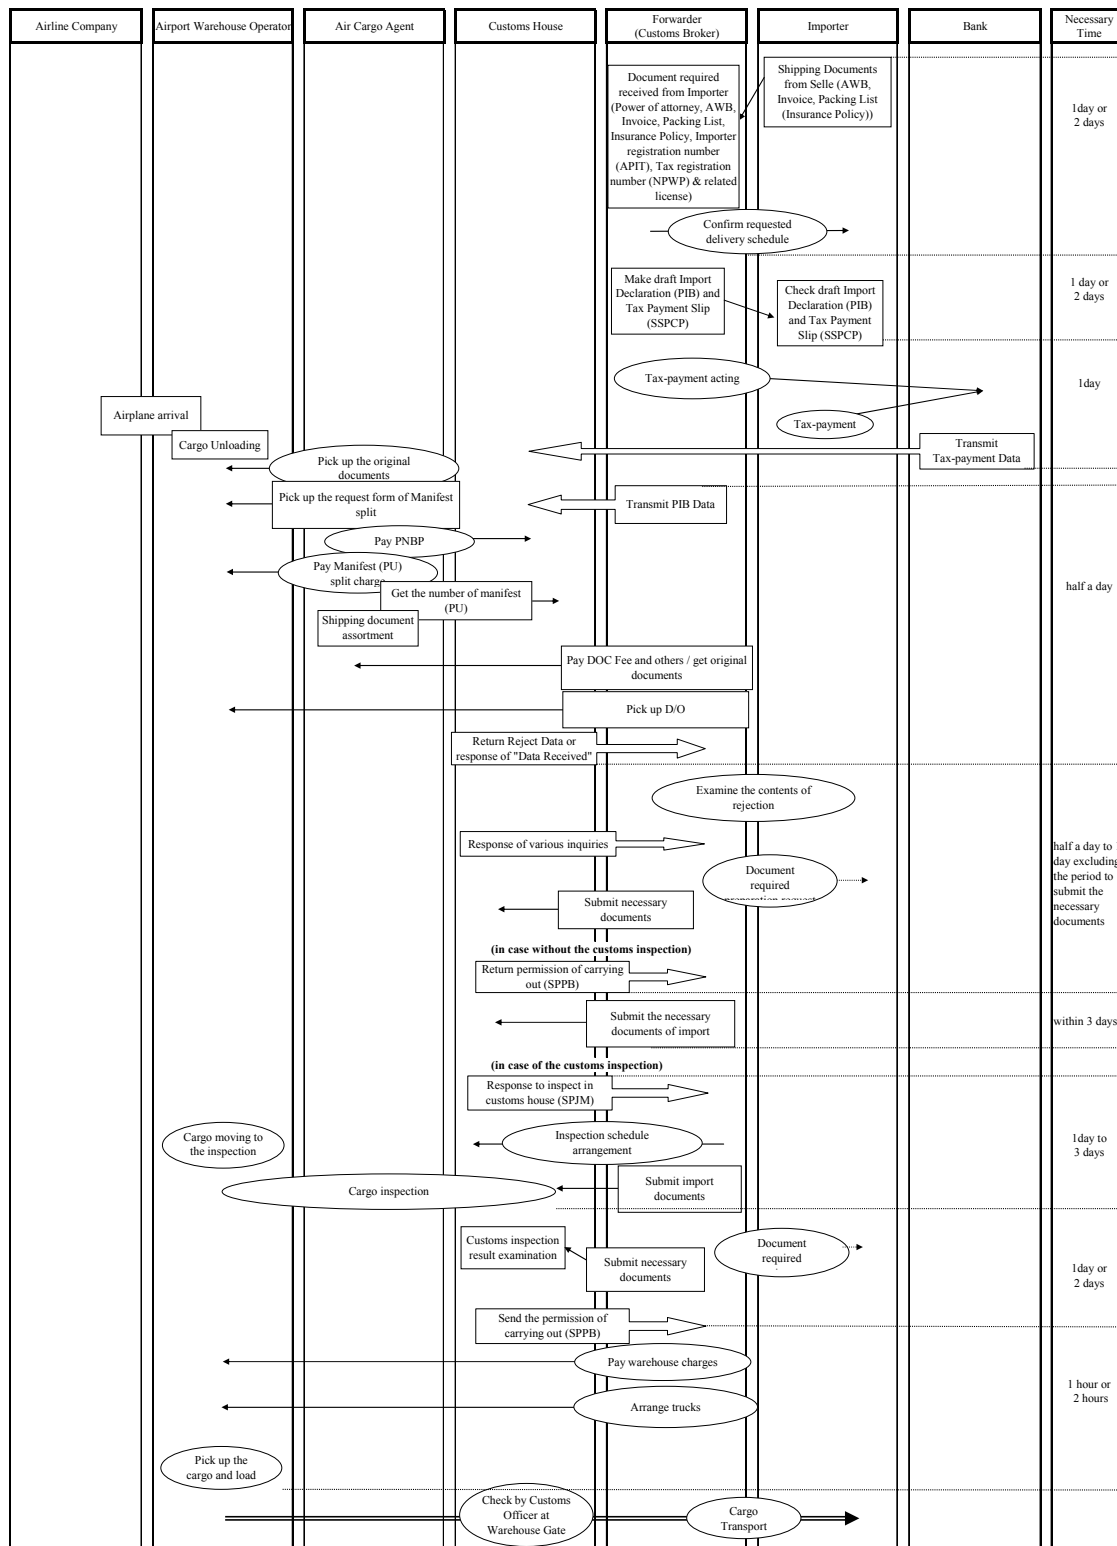 Airline Company
Airport Warehouse Operator
Air Cargo Agent
Customs House
Forwarder
(Customs Broker)
Importer
Bank
Necessary
Time
Document required
received from Importer
(Power of attorney, AWB,
Invoice, Packing List,
Insurance Policy, Importer
registration number
(APIT), Tax registration
number (NPWP) & related
license)
Shipping Documents
from Selle (AWB,
Invoice, Packing List
(Insurance Policy))
1day or
2 days
Confirm requested
delivery schedule
Make draft Import
Declaration (PIB) and
Tax Payment Slip
(SSPCP)
Check draft Import
Declaration (PIB)
and Tax Payment
Slip (SSPCP)
1 day or
2 days
Tax-payment acting
1day
Airplane arrival
Tax-payment
Cargo Unloading
Transmit
Tax-payment Data
Pick up the original
documents
Pick up the request form of Manifest
split
Transmit PIB Data
Pay PNBP
Pay Manifest (PU)
split charge
half a day
Get the number of manifest
(PU)
Shipping document
assortment
Pay DOC Fee and others / get original
documents
Pick up D/O
Return Reject Data or
response of "Data Received"
Examine the contents of
rejection
Response of various inquiries
half a day to
day excluding
the period to
submit the
necessary
documents
Document
required
preparation request
Submit necessary
documents
(in case without the customs inspection)
Return permission of carrying
out (SPPB)
Submit the necessary
documents of import
within 3 days
(in case of the customs inspection)
Response to inspect in
customs house (SPJM)
Cargo moving to
the inspection
Inspection schedule
arrangement
1day to
3 days
Cargo inspection
Submit import
documents
Customs inspection
result examination
Submit necessary
documents
Document
required
1day or
2 days
Send the permission of
carrying out (SPPB)
Pay warehouse charges
1 hour or
2 hours
Arrange trucks
Pick up the
cargo and load
Check by Customs
Officer at
Warehouse Gate
Cargo
Transport